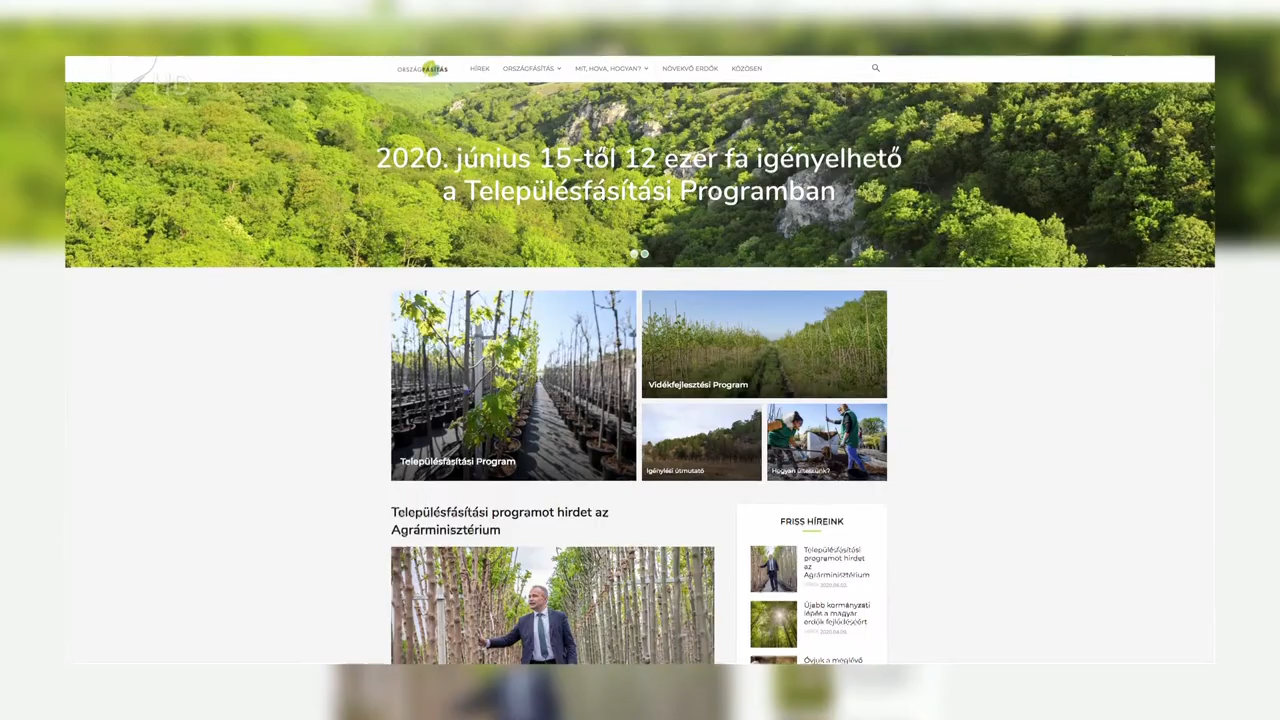 HD
ORSZÁGFÁSÍTÁS
HÍREK
ORSZÁGFÁSÍTÁS
MIT, HOVA, HOGYAN?
NÖVEKVŐ ERDŐK
KÖZÖSEN
2020. június 15-től 12 ezer fa igényelhető
a Településfásítási Programban
Településfásítási Program
Vidékfejlesztési Program
Igénylési útmutató
Hogyan ültessünk?
Településfásítási programot hirdet az
Agrárminisztérium
FRISS HÍREINK
Településfásítási
programot hirdet
az
Agrárminisztérium
Újabb kormányzati
lépés a magyar
erdők fejlődéséért
Óvjuk a meglévő